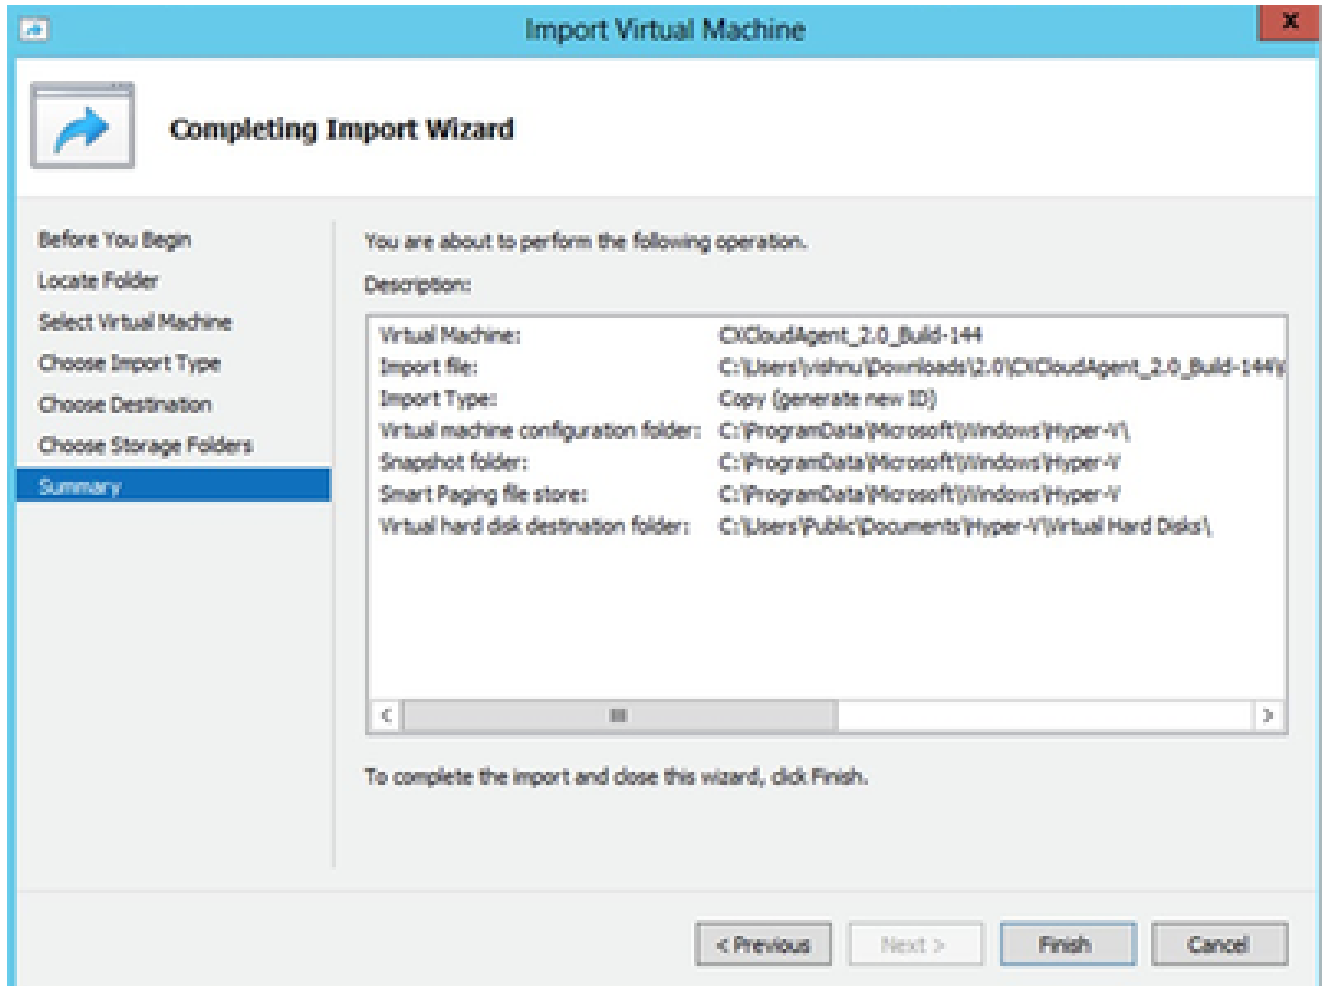 Import Virtual Machine
x
Completing Import Wizard
Before You Begin
Locate Folder
Select Virtual Machine
Choose Import Type
Choose Destination
Choose Storage Folders
Summary
You are about to perform the following operation.
Description:
Virtual Machine: CXCloudAgent_2.0_Build-144
Import file: C:\Users\vishnu\Downloads\2.0\CXCloudAgent_2.0_Build-144\
Import Type: Copy (generate new ID)
Virtual machine configuration folder: C:\ProgramData\Microsoft\Windows\Hyper-V\
Snapshot folder: C:\ProgramData\Microsoft\Windows\Hyper-V
Smart Paging file store: C:\ProgramData\Microsoft\Windows\Hyper-V
Virtual hard disk destination folder: C:\Users\Public\Documents\Hyper-V\Virtual Hard Disks\
To complete the import and close this wizard, click Finish.
< Previous
Next >
Finish
Cancel